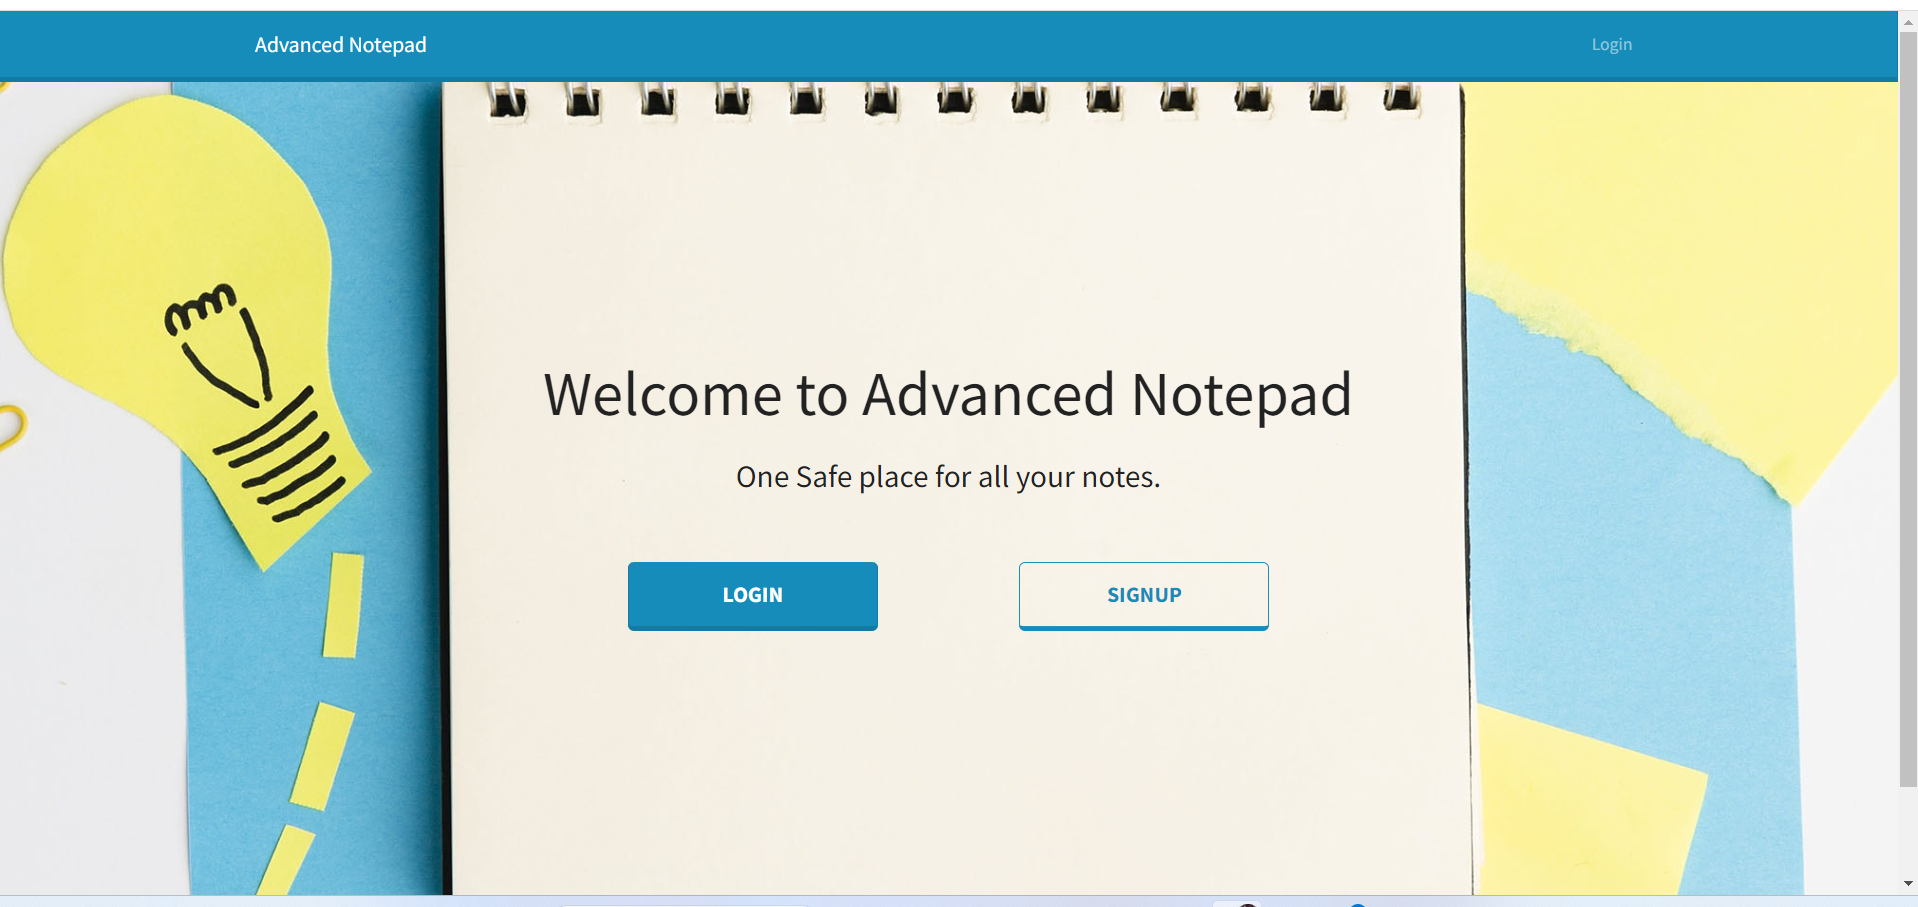 Advanced Notepad
Login
Welcome to Advanced Notepad
One Safe place for all your notes.
LOGIN
SIGNUP